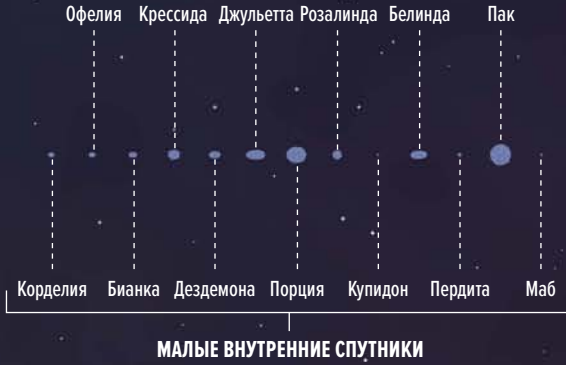 Офелия Крессида Джульетта Розалинда Белинда Пак
Корделия Бианка Дездемона Порция Купидон Пердита Маб
МАЛЫЕ ВНУТРЕННИЕ СПУТНИКИ